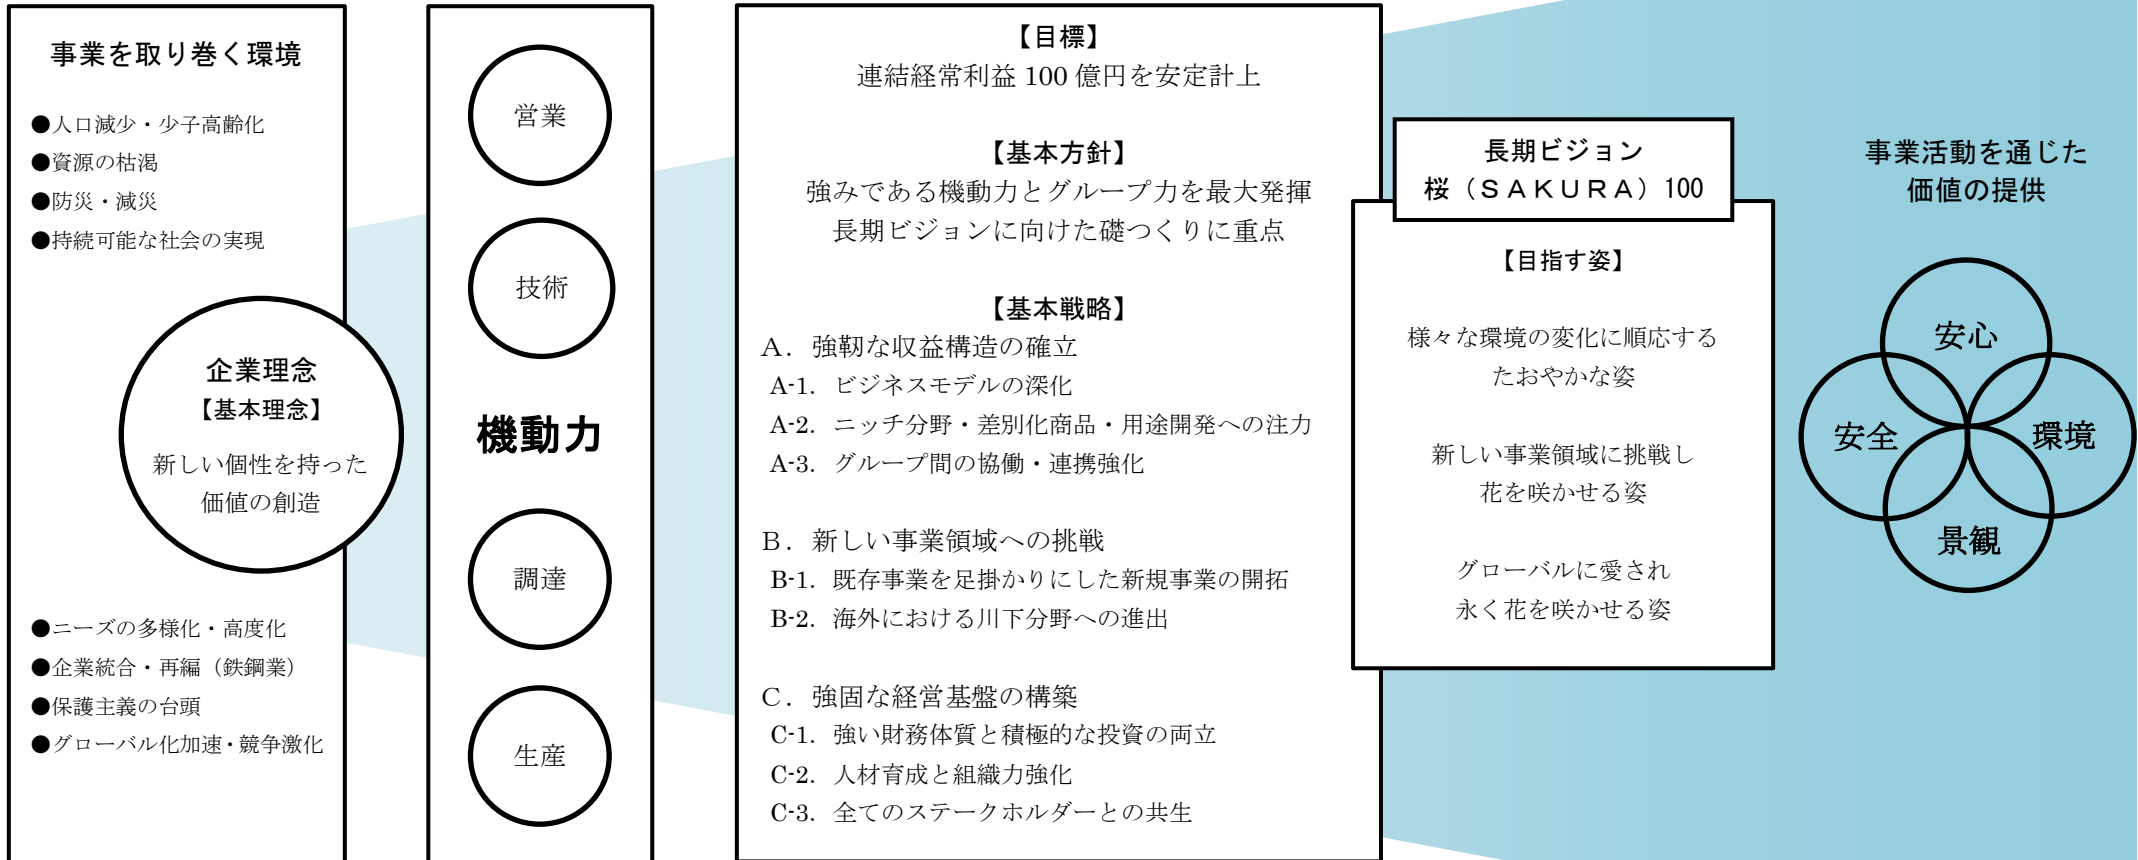 事業を取り巻く環境
●人口減少・少子高齢化
●資源の枯渇
●防災・減災
●持続可能な社会の実現
企業理念
【基本理念】
新しい個性を持った
価値の創造
●ニーズの多様化・高度化
●企業統合・再編（鉄鋼業）
●保護主義の台頭
●グローバル化加速・競争激化
営業
技術
機動力
調達
生産
【目標】
連結経常利益 100 億円を安定計上
【基本方針】
強みである機動力とグループ力を最大発揮
長期ビジョンに向けた礎つくりに重点
【基本戦略】
A．強靭な収益構造の確立
A-1．ビジネスモデルの深化
A-2．ニッチ分野・差別化商品・用途開発への注力
A-3．グループ間の協働・連携強化
B．新しい事業領域への挑戦
B-1．既存事業を足掛かりにした新規事業の開拓
B-2．海外における川下分野への進出
C．強固な経営基盤の構築
C-1．強い財務体質と積極的な投資の両立
C-2．人材育成と組織力強化
C-3．全てのステークホルダーとの共生
長期ビジョン
桜（ＳＡＫＵＲＡ）100
【目指す姿】
様々な環境の変化に順応する
たおやかな姿
新しい事業領域に挑戦し
花を咲かせる姿
グローバルに愛され
永く花を咲かせる姿
事業活動を通じた
価値の提供
安心
安全
環境
景観